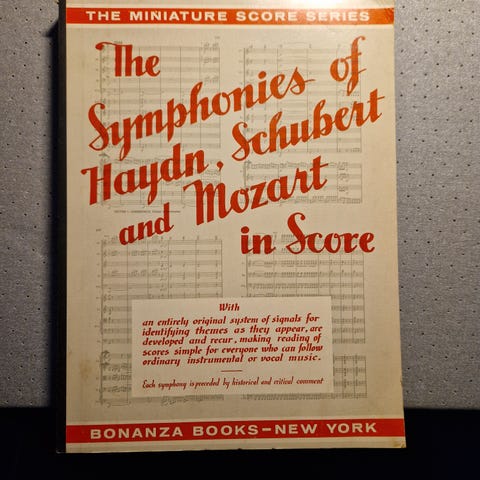 THE MINIATURE SCORE SERIES
The
Symphonies of
Haydn, Schubert
and Mozart
in Score
With
an entirely original system of signals for
identifying themes as they appear, are
developed and recur, making reading of
scores simple for everyone who can follow
ordinary instrumental or vocal music.
Each symphony is preceded by historical and critical comment
BONANZA BOOKS—NEW YORK